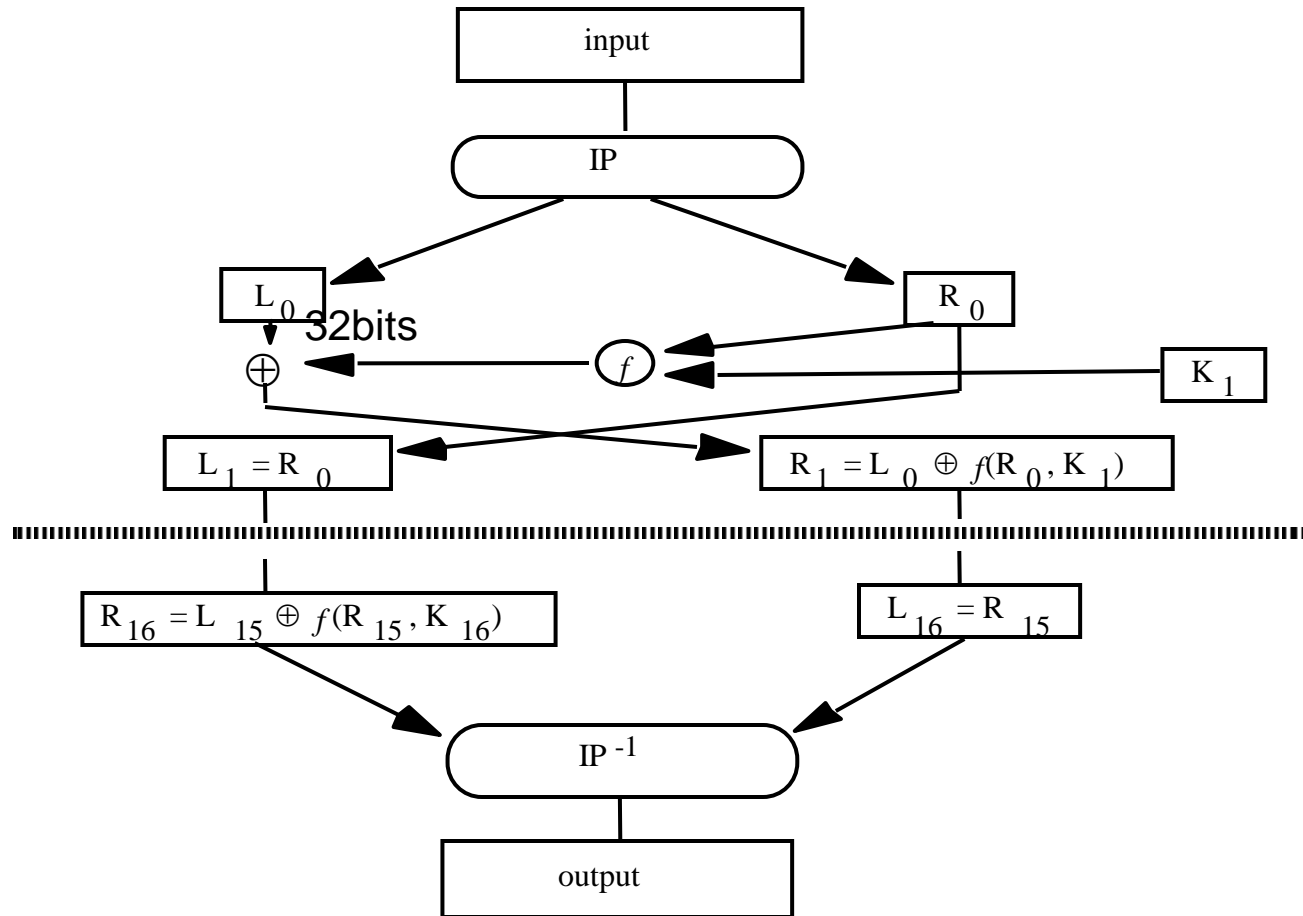 input
IP
L 0
R 0
32bits
⊕
f
K 1
L 1 = R 0
R 1 = L 0 ⊕ f(R 0 , K 1 )
R 16 = L 15 ⊕ f(R 15 , K 16 )
L 16 = R 15
IP -1
output